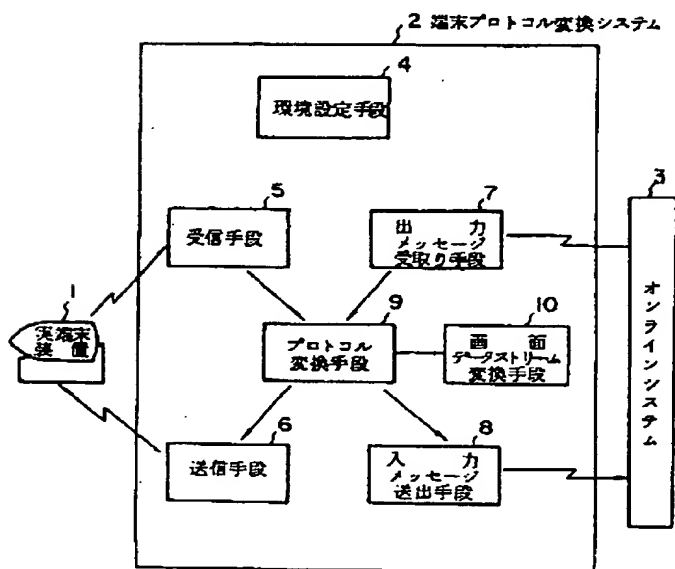 2 端末プロトコル変換システム
4
環境設定手段
5
受信手段
7
出力
メッセージ
受取り手段
3
オンラインシステム
1
実端末
装置
9
プロトコル
変換手段
10
画面
データストリーム
変換手段
6
送信手段
8
入力
メッセージ
送出手段